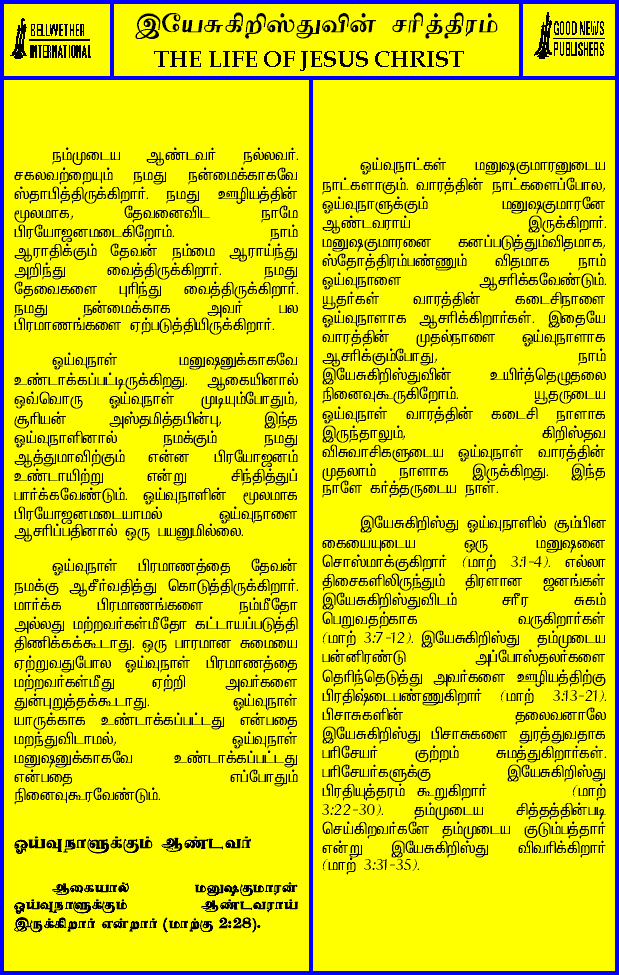 BELLWETHER
INTERNATIONAL
இயேசுகிறிஸ்துவின் சரித்திரம்
THE LIFE OF JESUS CHRIST
GOOD NEWS
PUBLISHERS
நம்முடைய ஆண்டவர் நல்லவர்.
சகலவற்றையும் நமது நன்மைக்காகவே
ஸ்தாபித்திருக்கிறார். நமது ஊழியத்தின்
மூலமாக, தேவனைவிட நாமே
பிரயோஜனமடைகிறோம். நாம்
ஆராதிக்கும் தேவன் நம்மை ஆராய்ந்து
அறிந்து வைத்திருக்கிறார். நமது
தேவைகளை புரிந்து வைத்திருக்கிறார்.
நமது நன்மைக்காக அவர் பல
பிரமாணங்களை ஏற்படுத்தியிருக்கிறார்.
ஓய்வுநாள் மனுஷனுக்காகவே
உண்டாக்கப்பட்டிருக்கிறது. ஆகையினால்
ஒவ்வொரு ஓய்வுநாள் முடியும்போதும்,
சூரியன் அஸ்தமித்தபின்பு, இந்த
ஓய்வுநாளினால் நமக்கும் நமது
ஆத்துமாவிற்கும் என்ன பிரயோஜனம்
உண்டாயிற்று என்று சிந்தித்துப்
பார்க்கவேண்டும். ஓய்வுநாளின் மூலமாக
பிரயோஜனமடையாமல் ஓய்வுநாளை
ஆசரிப்பதினால் ஒரு பயனுமில்லை.
ஓய்வுநாள் பிரமாணத்தை தேவன்
நமக்கு ஆசீர்வதித்து கொடுத்திருக்கிறார்.
மார்க்க பிரமாணங்களை நம்மீதோ
அல்லது மற்றவர்கள்மீதோ கட்டாயப்படுத்தி
திணிக்கக்கூடாது. ஒரு பாரமான சுமையை
ஏற்றுவதுபோல ஓய்வுநாள் பிரமாணத்தை
மற்றவர்கள்மீது ஏற்றி அவர்களை
துன்புறுத்தக்கூடாது. ஓய்வுநாள்
யாருக்காக உண்டாக்கப்பட்டது என்பதை
மறந்துவிடாமல், ஓய்வுநாள்
மனுஷனுக்காகவே உண்டாக்கப்பட்டது
என்பதை எப்போதும்
நினைவுகூரவேண்டும்.
ஓய்வுநாளுக்கும் ஆண்டவர்
ஆகையால் மனுஷகுமாரன்
ஓய்வுநாளுக்கும் ஆண்டவராய்
இருக்கிறார் என்றார் (மாற்கு 2:28).
ஓய்வுநாட்கள் மனுஷகுமாரனுடைய
நாட்களாகும். வாரத்தின் நாட்களைப்போல,
ஓய்வுநாளுக்கும் மனுஷகுமாரனே
ஆண்டவராய் இருக்கிறார்.
மனுஷகுமாரனை கனப்படுத்தும்விதமாக,
ஸ்தோத்திரம்பண்ணும் விதமாக நாம்
ஓய்வுநாளை ஆசரிக்கவேண்டும்.
யூதர்கள் வாரத்தின் கடைசிநாளை
ஓய்வுநாளாக ஆசரிக்கிறார்கள். இதையே
வாரத்தின் முதல்நாளை ஓய்வுநாளாக
ஆசரிக்கும்போது, நாம்
இயேசுகிறிஸ்துவின் உயிர்த்தெழுதலை
நினைவுகூருகிறோம். யூதருடைய
ஓய்வுநாள் வாரத்தின் கடைசி நாளாக
இருந்தாலும், கிறிஸ்தவ
விசுவாசிகளுடைய ஓய்வுநாள் வாரத்தின்
முதலாம் நாளாக இருக்கிறது. இந்த
நாளே கர்த்தருடைய நாள்.
இயேசுகிறிஸ்து ஓய்வுநாளில் சூம்பின
கையையுடைய ஒரு மனுஷனை
சொஸ்மாக்குகிறார் (மாற் 3:1-4). எல்லா
திசைகளிலிருந்தும் திரளான ஜனங்கள்
இயேசுகிறிஸ்துவிடம் சரீர சுகம்
பெறுவதற்காக வருகிறார்கள்
(மாற் 3:7-12). இயேசுகிறிஸ்து தம்முடைய
பன்னிரண்டு அப்போஸ்தலர்களை
தெரிந்தெடுத்து அவர்களை ஊழியத்திற்கு
பிரதிஷ்டைபண்ணுகிறார் (மாற் 3:13-21).
பிசாசுகளின் தலைவனாலே
இயேசுகிறிஸ்து பிசாசுகளை துரத்துவதாக
பரிசேயர் குற்றம் சுமத்துகிறார்கள்.
பரிசேயர்களுக்கு இயேசுகிறிஸ்து
பிரதியுத்தரம் கூறுகிறார் (மாற்
3:22-30). தம்முடைய சித்தத்தின்படி
செய்கிறவர்களே தம்முடைய குடும்பத்தார்
என்று இயேசுகிறிஸ்து விவரிக்கிறார்
(மாற் 3:31-35).